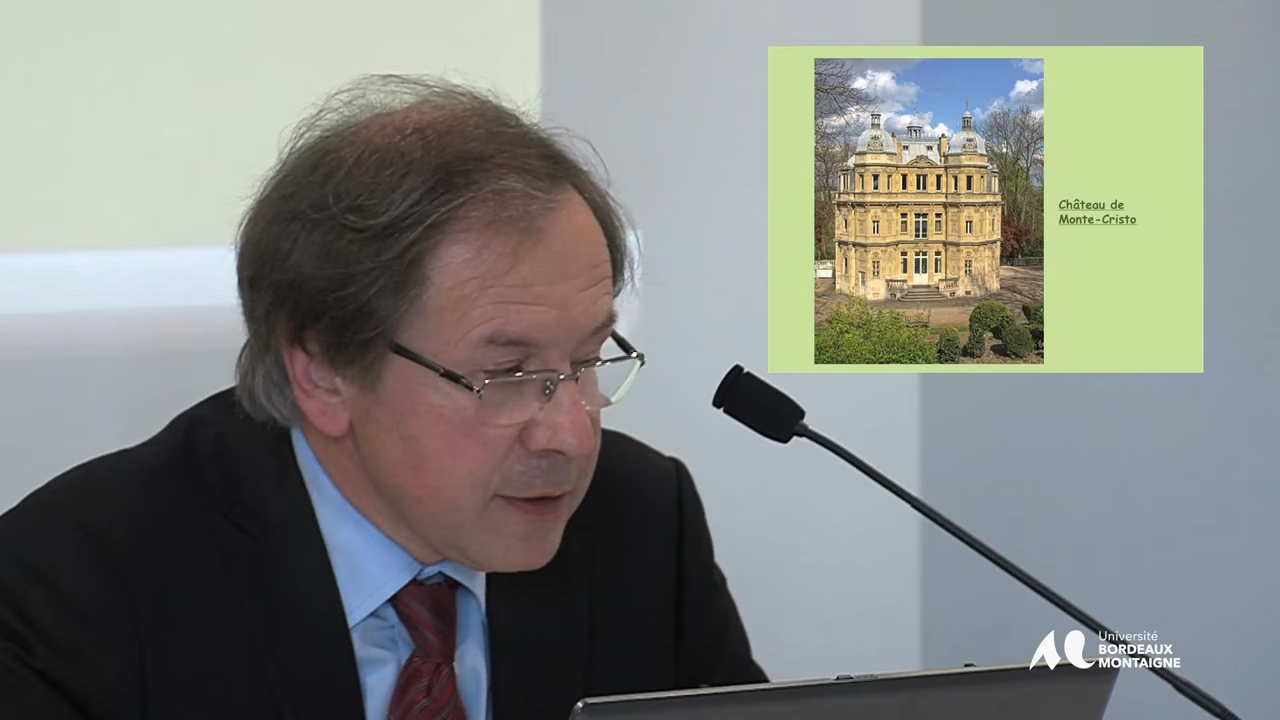 Château de
Monte-Cristo
Université
BORDEAUX
MONTAIGNE